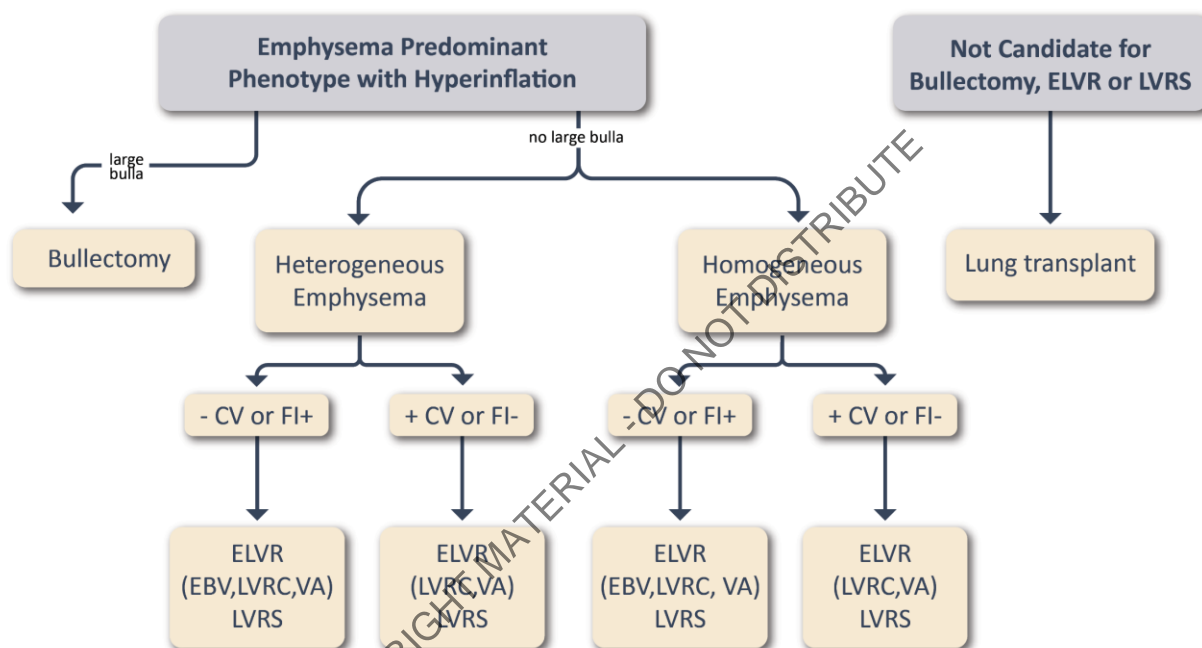 Emphysema Predominant
Phenotype with Hyperinflation
Not Candidate for
Bullectomy, ELVR or LVRS
large
bulla
no large bulla
Bullectomy
Heterogeneous
Emphysema
Homogeneous
Emphysema
Lung transplant
- CV or FI+
+ CV or FI-
- CV or FI+
+ CV or FI-
ELVR
(EBV,LVRC,VA)
LVRS
ELVR
(LVRC,VA)
LVRS
ELVR
(EBV,LVRC, VA)
LVRS
ELVR
(LVRC,VA)
LVRS
MATERIAL - DO NOT DISTRIBUTE